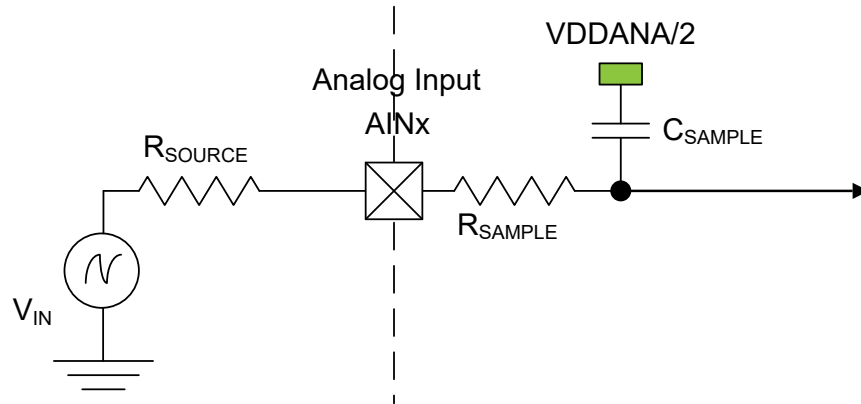 VDDANA/2
Analog Input
AINx
CSAMPLE
RSOURCE
RSAMPLE
VIN